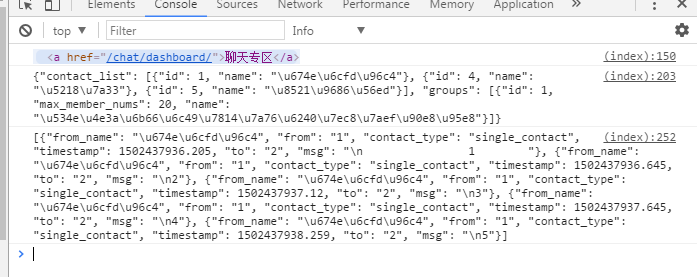 Elements Console Sources Network Performance Memory Application
top Filter Info
<a href="/chat/dashboard/">聊天专区</a> (index):150
{"contact_list": [{"id": 1, "name": "\u674e\u6cfd\u96c4"}, {"id": 4, "name": (index):203
"\u5218\u7a33"}, {"id": 5, "name": "\u8521\u9686\u56ed"}], "groups": [{"id": 1,
"max_member_nums": 20, "name":
"\u534e\u4e3a\u6b66\u6c49\u7814\u7a76\u6240\u7ec8\u7aef\u90e8\u95e8"}]}
[{"from_name": "\u674e\u6cfd\u96c4", "from": "1", "contact_type": "single_contact", (index):252
"timestamp": 1502437936.205, "to": "2", "msg": "\n 1 "}, {"from_name":
"\u674e\u6cfd\u96c4", "from": "1", "contact_type": "single_contact", "timestamp": 1502437936.645,
"to": "2", "msg": "\n2"}, {"from_name": "\u674e\u6cfd\u96c4", "from": "1", "contact_type":
"single_contact", "timestamp": 1502437937.12, "to": "2", "msg": "\n3"}, {"from_name":
"\u674e\u6cfd\u96c4", "from": "1", "contact_type": "single_contact", "timestamp": 1502437937.645,
"to": "2", "msg": "\n4"}, {"from_name": "\u674e\u6cfd\u96c4", "from": "1", "contact_type":
"single_contact", "timestamp": 1502437938.259, "to": "2", "msg": "\n5"}]